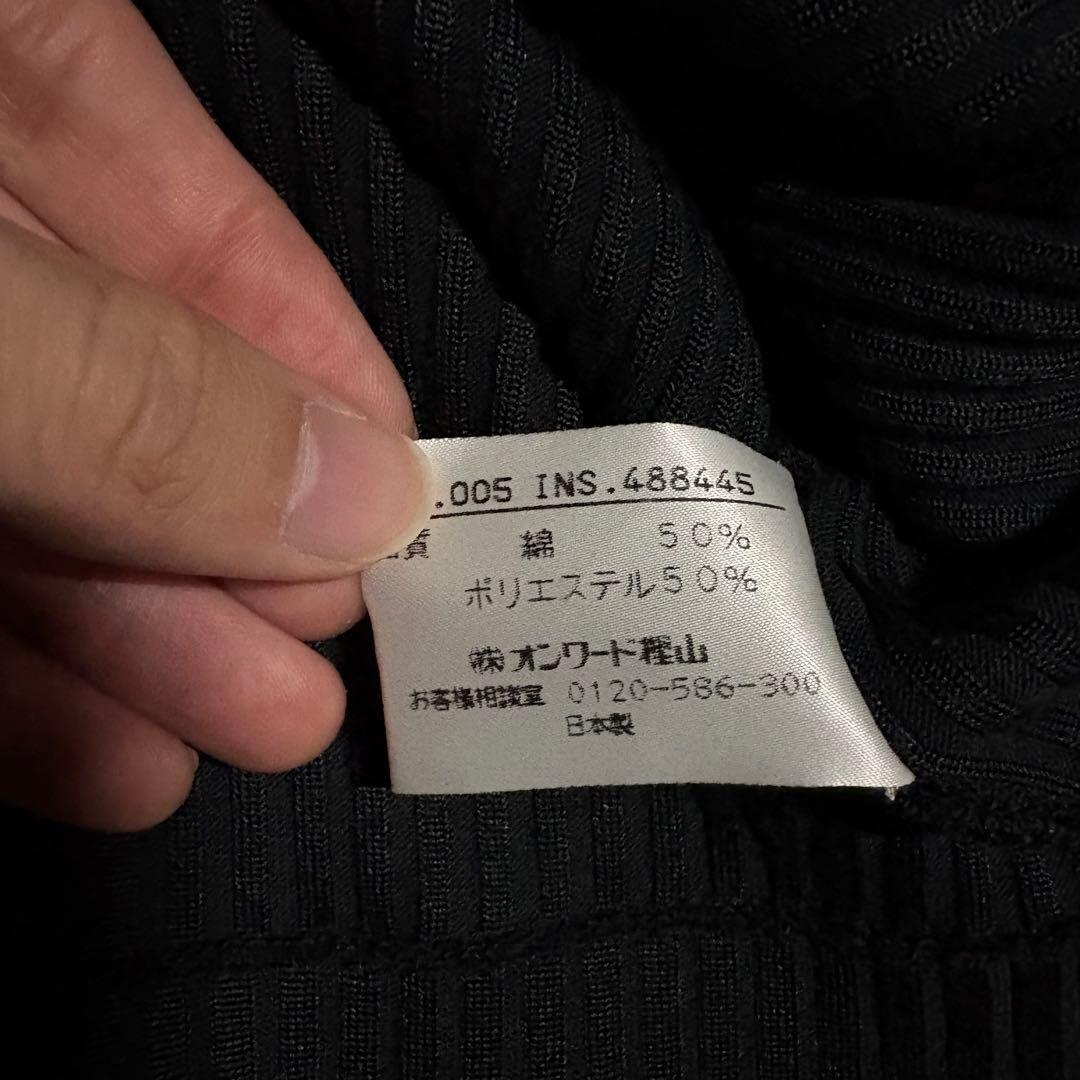 .005 INS.488445
質 綿 50%
ポリエステル50%
㈱オンワード樫山
お客様相談室 0120-586-300
日本製